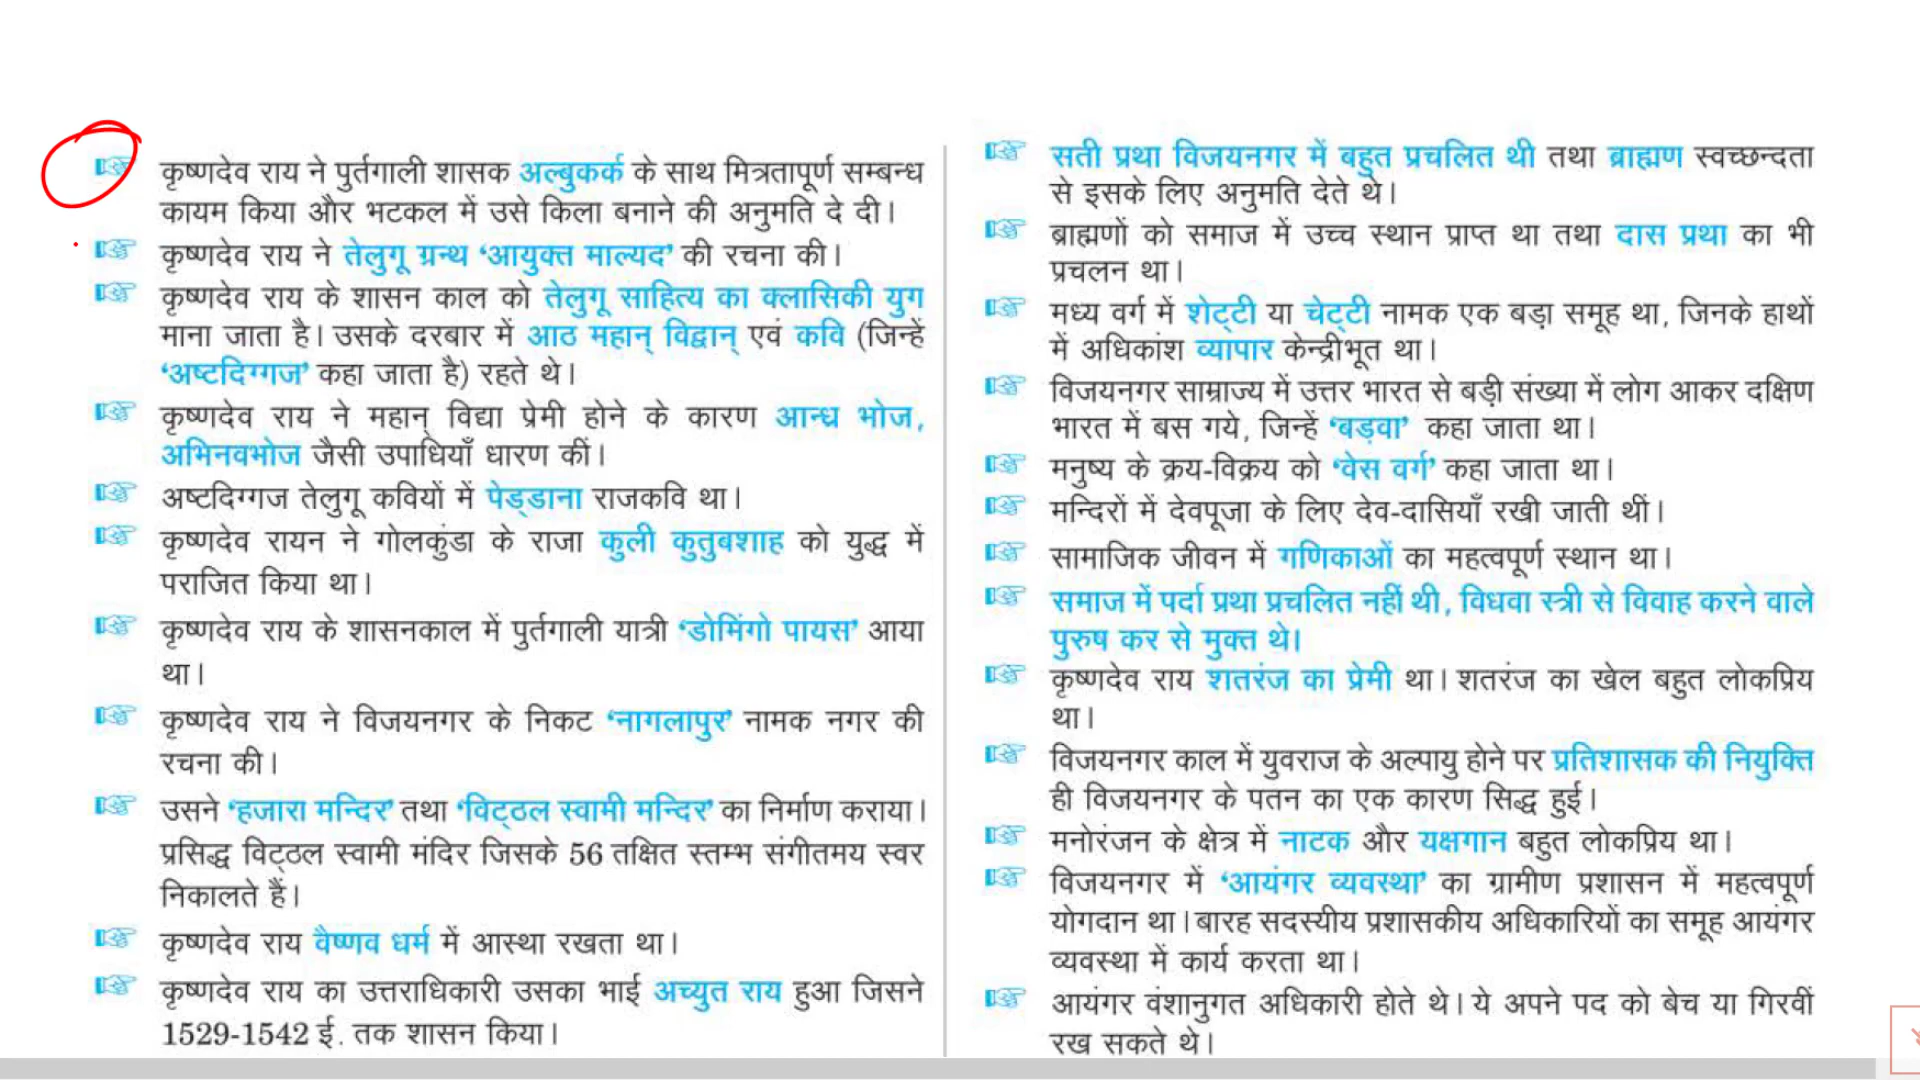 कृष्णदेव राय ने पुर्तगाली शासक अल्बुकर्क के साथ मित्रतापूर्ण सम्बन्ध
कायम किया और भटकल में उसे किला बनाने की अनुमति दे दी।
कृष्णदेव राय ने तेलुगू ग्रन्थ ‘आयुक्त माल्यद’ की रचना की।
कृष्णदेव राय के शासन काल को तेलुगू साहित्य का क्लासिकी युग
माना जाता है। उसके दरबार में आठ महान् विद्वान् एवं कवि (जिन्हें
‘अष्टदिग्गज’ कहा जाता है) रहते थे।
कृष्णदेव राय ने महान् विद्या प्रेमी होने के कारण आन्ध्र भोज,
अभिनवभोज जैसी उपाधियाँ धारण कीं।
अष्टदिग्गज तेलुगू कवियों में पेड्डाना राजकवि था।
कृष्णदेव रायन ने गोलकुंडा के राजा कुली कुतुबशाह को युद्ध में
पराजित किया था।
कृष्णदेव राय के शासनकाल में पुर्तगाली यात्री ‘डोमिंगो पायस’ आया
था।
कृष्णदेव राय ने विजयनगर के निकट ‘नागलापुर’ नामक नगर की
रचना की।
उसने ‘हजारा मन्दिर’ तथा ‘विट्ठल स्वामी मन्दिर’ का निर्माण कराया।
प्रसिद्ध विट्ठल स्वामी मंदिर जिसके 56 तक्षित स्तम्भ संगीतमय स्वर
निकालते हैं।
कृष्णदेव राय वैष्णव धर्म में आस्था रखता था।
कृष्णदेव राय का उत्तराधिकारी उसका भाई अच्युत राय हुआ जिसने
1529-1542 ई. तक शासन किया।
सती प्रथा विजयनगर में बहुत प्रचलित थी तथा ब्राह्मण स्वच्छन्दता
से इसके लिए अनुमति देते थे।
ब्राह्मणों को समाज में उच्च स्थान प्राप्त था तथा दास प्रथा का भी
प्रचलन था।
मध्य वर्ग में शेट्टी या चेट्टी नामक एक बड़ा समूह था, जिनके हाथों
में अधिकांश व्यापार केन्द्रीभूत था।
विजयनगर साम्राज्य में उत्तर भारत से बड़ी संख्या में लोग आकर दक्षिण
भारत में बस गये, जिन्हें ‘बड़वा’ कहा जाता था।
मनुष्य के क्रय-विक्रय को ‘वेस वर्ग’ कहा जाता था।
मन्दिरों में देवपूजा के लिए देव-दासियाँ रखी जाती थीं।
सामाजिक जीवन में गणिकाओं का महत्वपूर्ण स्थान था।
समाज में पर्दा प्रथा प्रचलित नहीं थी, विधवा स्त्री से विवाह करने वाले
पुरुष कर से मुक्त थे।
कृष्णदेव राय शतरंज का प्रेमी था। शतरंज का खेल बहुत लोकप्रिय
था।
विजयनगर काल में युवराज के अल्पायु होने पर प्रतिशासक की नियुक्ति
ही विजयनगर के पतन का एक कारण सिद्ध हुई।
मनोरंजन के क्षेत्र में नाटक और यक्षगान बहुत लोकप्रिय था।
विजयनगर में ‘आयंगर व्यवस्था’ का ग्रामीण प्रशासन में महत्वपूर्ण
योगदान था। बारह सदस्यीय प्रशासकीय अधिकारियों का समूह आयंगर
व्यवस्था में कार्य करता था।
आयंगर वंशानुगत अधिकारी होते थे। ये अपने पद को बेच या गिरवीं
रख सकते थे।